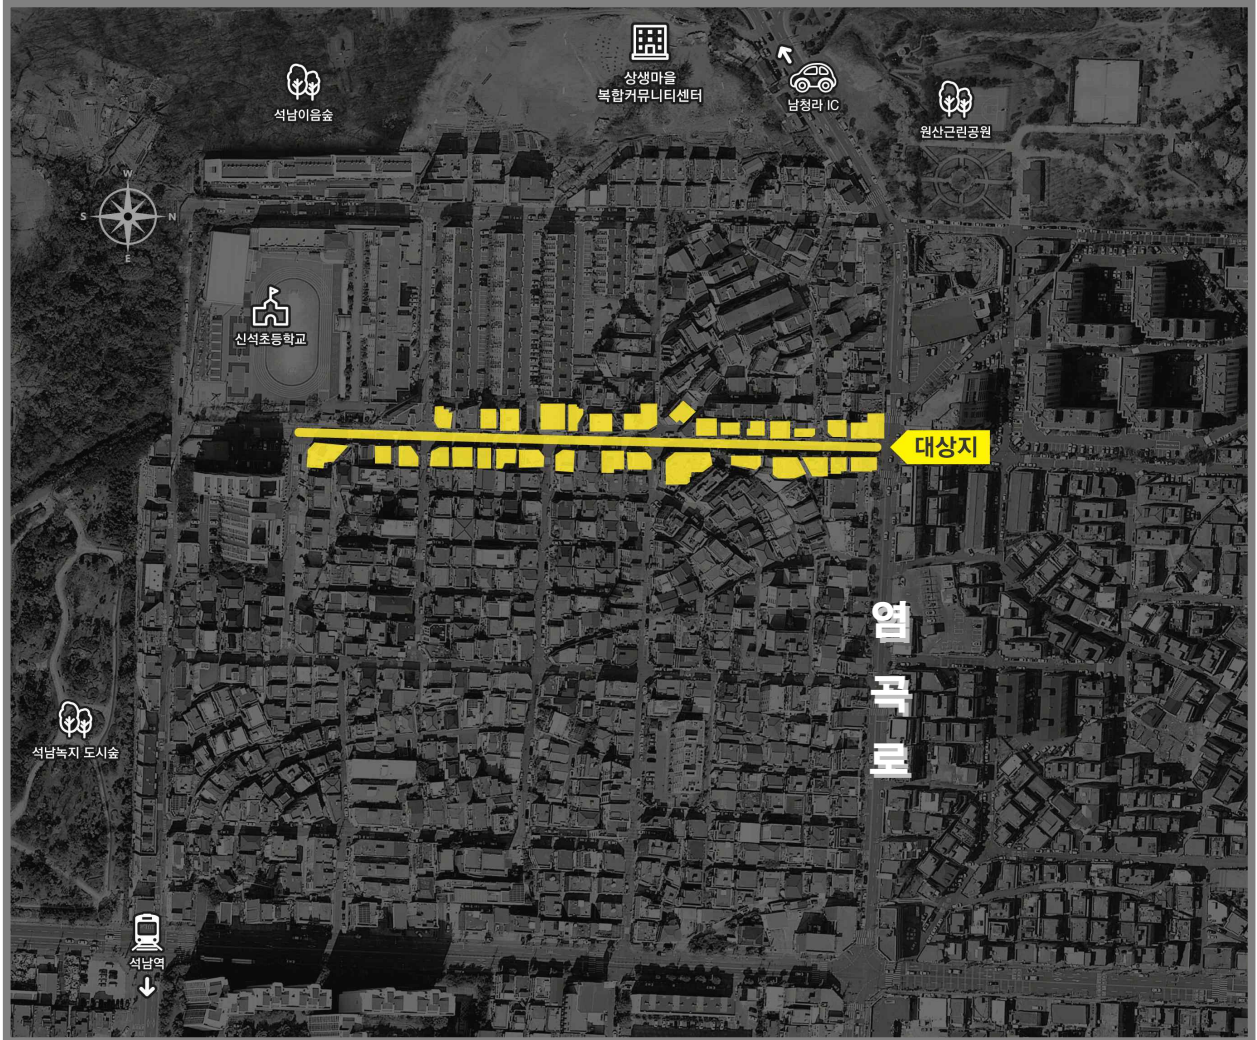 상생마을
복합커뮤니티센터
석남이음숲
남청라 IC
원산근린공원
W
S
N
E
신석초등학교
대상지
염
곡
로
석남녹지 도시숲
석남역